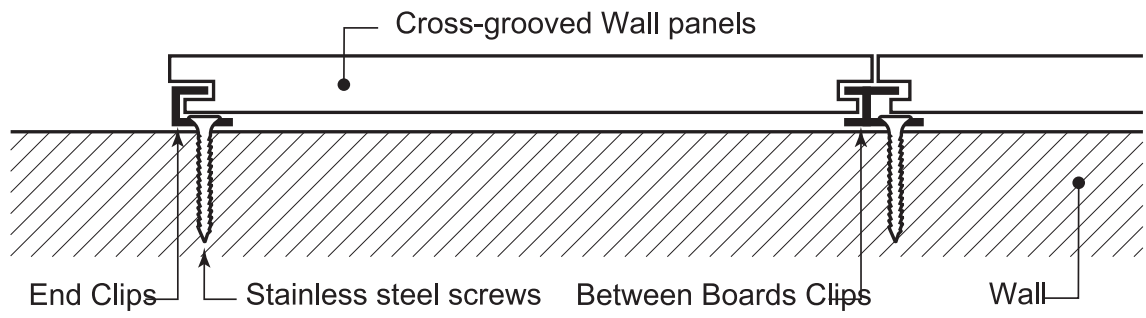 Cross-grooved Wall panels
End Clips
Stainless steel screws
Between Boards Clips
Wall